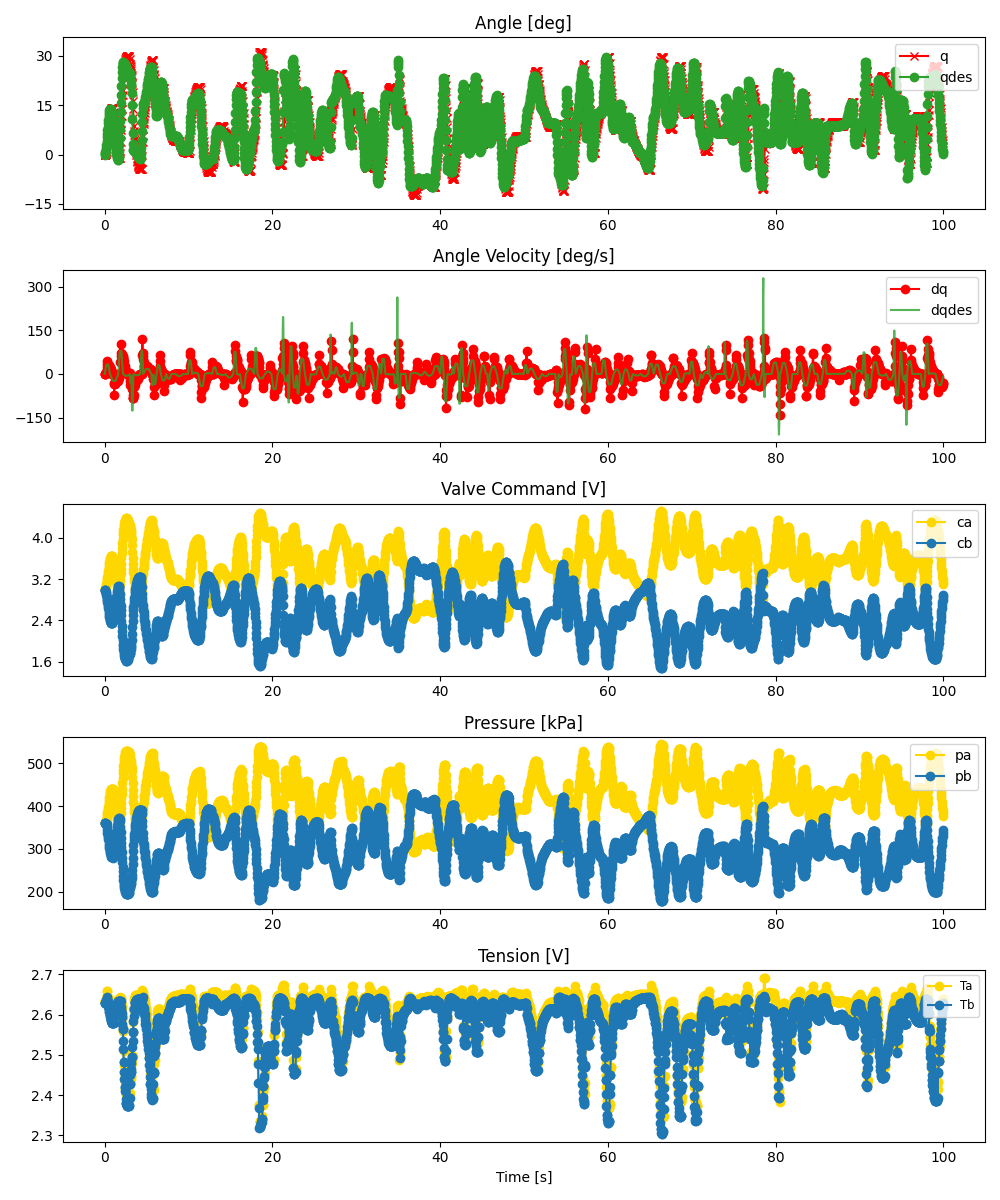 Angle [deg]
30
15
0
−15
q
qdes
0 20 40 60 80 100
Angle Velocity [deg/s]
300
150
0
−150
dq
dqdes
0 20 40 60 80 100
Valve Command [V]
4.0
3.2
2.4
1.6
ca
cb
0 20 40 60 80 100
Pressure [kPa]
500
400
300
200
pa
pb
0 20 40 60 80 100
Tension [V]
2.7
2.6
2.5
2.4
2.3
Ta
Tb
0 20 40 60 80 100
Time [s]